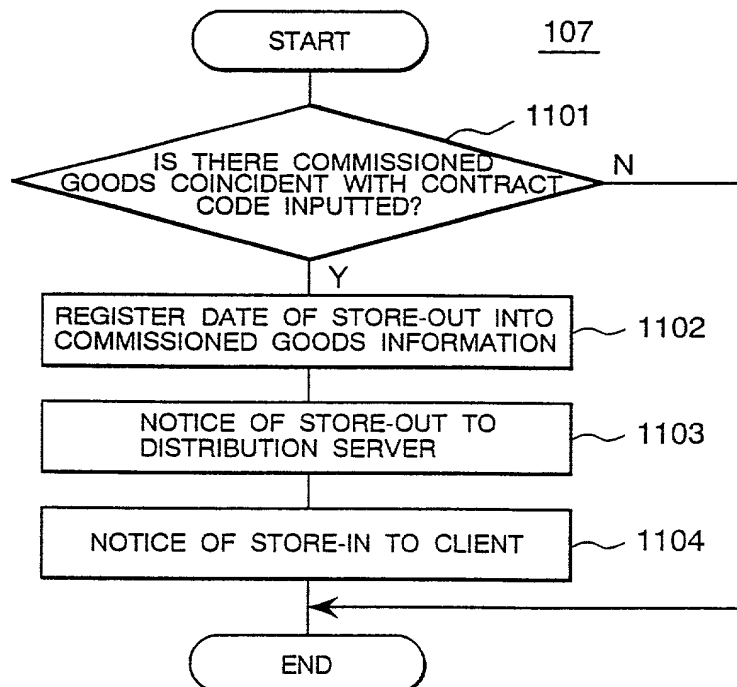 START
107
1101
IS THERE COMMISSIONED
GOODS COINCIDENT WITH CONTRACT
CODE INPUTTED?
N
Y
REGISTER DATE OF STORE-OUT INTO
COMMISSIONED GOODS INFORMATION
1102
NOTICE OF STORE-OUT TO
DISTRIBUTION SERVER
1103
NOTICE OF STORE-IN TO CLIENT
1104
END